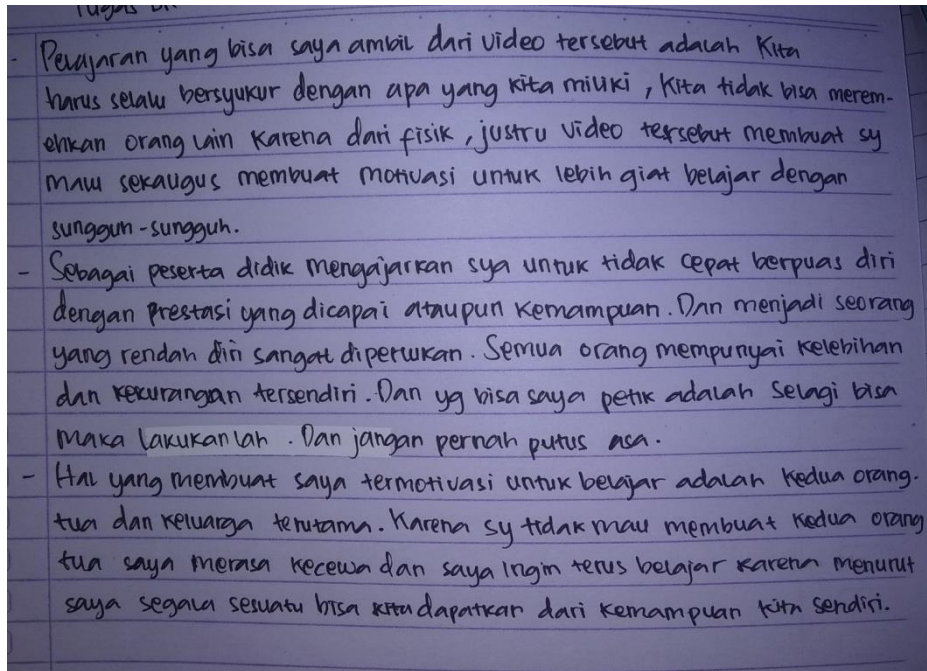 Tugas
- Pelajaran yang bisa saya ambil dari video tersebut adalah Kita
harus selalu bersyukur dengan apa yang kita miliki, Kita tidak bisa merem-
ehkan orang lain karena dari fisik, justru video tersebut membuat sy
malu sekaligus membuat motivasi untuk lebih giat belajar dengan
sungguh-sungguh.
- Sebagai peserta didik mengajarkan sya untuk tidak cepat berpuas diri
dengan prestasi yang dicapai ataupun kemampuan. Dan menjadi seorang
yang rendah diri sangat diperlukan. Semua orang mempunyai kelebihan
dan kekurangan tersendiri. Dan yg bisa saya petik adalah selagi bisa
maka lakukanlah. Dan jangan pernah putus asa.
- Hal yang membuat saya termotivasi untuk belajar adalah kedua orang-
tua dan keluarga terutama. Karena sy tidak mau membuat kedua orang
tua saya merasa kecewa dan saya ingin terus belajar karena menurut
saya segala sesuatu bisa kita dapatkan dari kemampuan kita sendiri.